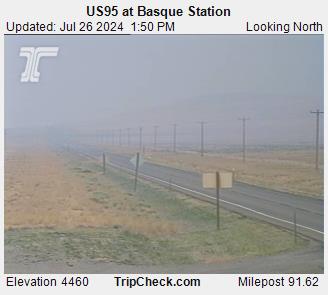 US95 at Basque Station
Updated: Jul 26 2024 1:50 PM Looking North
Elevation 4460 TripCheck.com Milepost 91.62